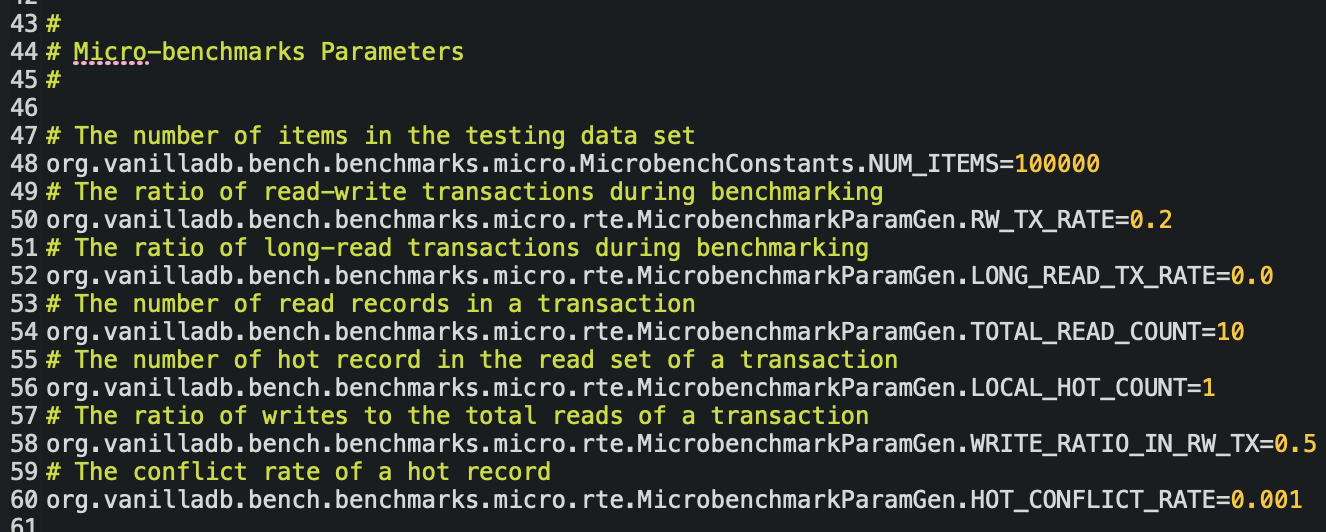 42
43 #
44 # Micro-benchmarks Parameters
45 #
46
47 # The number of items in the testing data set
48 org.vanilladb.bench.benchmarks.micro.MicrobenchConstants.NUM_ITEMS=100000
49 # The ratio of read-write transactions during benchmarking
50 org.vanilladb.bench.benchmarks.micro.rte.MicrobenchmarkParamGen.RW_TX_RATE=0.2
51 # The ratio of long-read transactions during benchmarking
52 org.vanilladb.bench.benchmarks.micro.rte.MicrobenchmarkParamGen.LONG_READ_TX_RATE=0.0
53 # The number of read records in a transaction
54 org.vanilladb.bench.benchmarks.micro.rte.MicrobenchmarkParamGen.TOTAL_READ_COUNT=10
55 # The number of hot record in the read set of a transaction
56 org.vanilladb.bench.benchmarks.micro.rte.MicrobenchmarkParamGen.LOCAL_HOT_COUNT=1
57 # The ratio of writes to the total reads of a transaction
58 org.vanilladb.bench.benchmarks.micro.rte.MicrobenchmarkParamGen.WRITE_RATIO_IN_RW_TX=0.5
59 # The conflict rate of a hot record
60 org.vanilladb.bench.benchmarks.micro.rte.MicrobenchmarkParamGen.HOT_CONFLICT_RATE=0.001
61